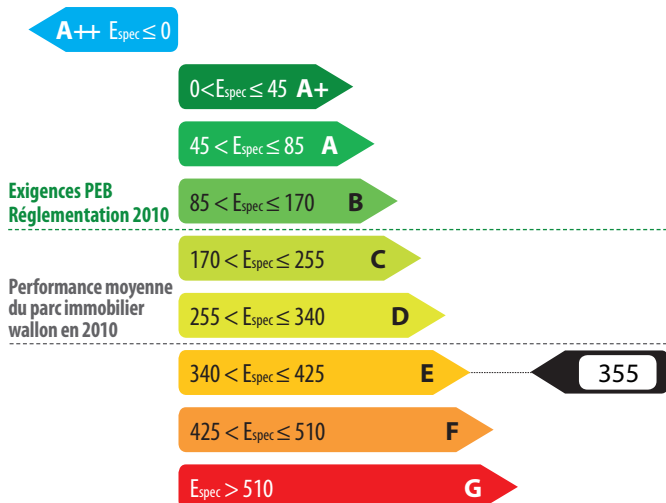 A++ Espec ≤ 0
0<Espec ≤ 45 A+
45 < Espec ≤ 85 A
Exigences PEB
Réglementation 2010
85 < Espec ≤ 170 B
170 < Espec ≤ 255 C
Performance moyenne
du parc immobilier
wallon en 2010
255 < Espec ≤ 340 D
340 < Espec ≤ 425 E
355
425 < Espec ≤ 510 F
Espec > 510 G